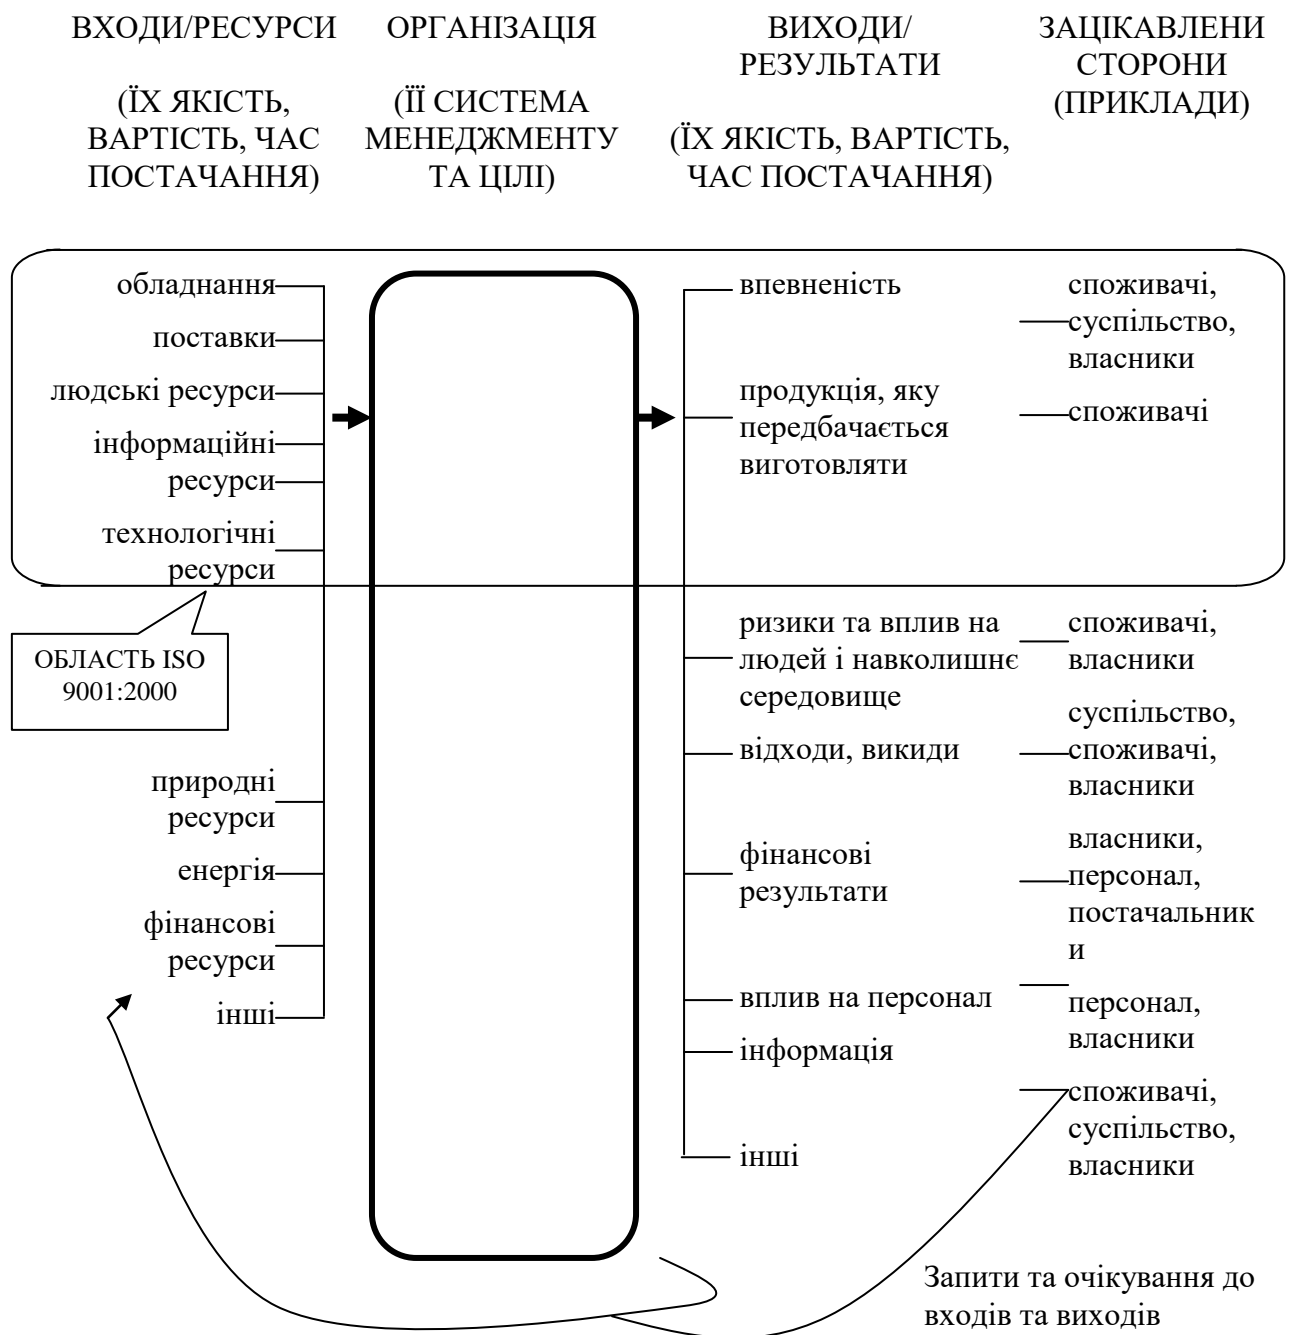 ВХОДИ/РЕСУРСИ
(ЇХ ЯКІСТЬ,
ВАРТІСТЬ, ЧАС
ПОСТАЧАННЯ)
ОРГАНІЗАЦІЯ
(ЇЇ СИСТЕМА
МЕНЕДЖМЕНТУ
ТА ЦІЛІ)
ВИХОДИ/
РЕЗУЛЬТАТИ
(ЇХ ЯКІСТЬ, ВАРТІСТЬ,
ЧАС ПОСТАЧАННЯ)
ЗАЦІКАВЛЕНИ
СТОРОНИ
(ПРИКЛАДИ)
обладнання
поставки
людські ресурси
інформаційні
ресурси
технологічні
ресурси
ОБЛАСТЬ ISO
9001:2000
природні
ресурси
енергія
фінансові
ресурси
інші
впевненість
продукція, яку
передбачається
виготовляти
ризики та вплив на
людей і навколишнє
середовище
відходи, викиди
фінансові
результати
вплив на персонал
інформація
інші
споживачі,
суспільство,
власники
споживачі
споживачі,
власники
суспільство,
споживачі,
власники
власники,
персонал,
постачальник
и
персонал,
власники
споживачі,
суспільство,
власники
Запити та очікування до
входів та виходів